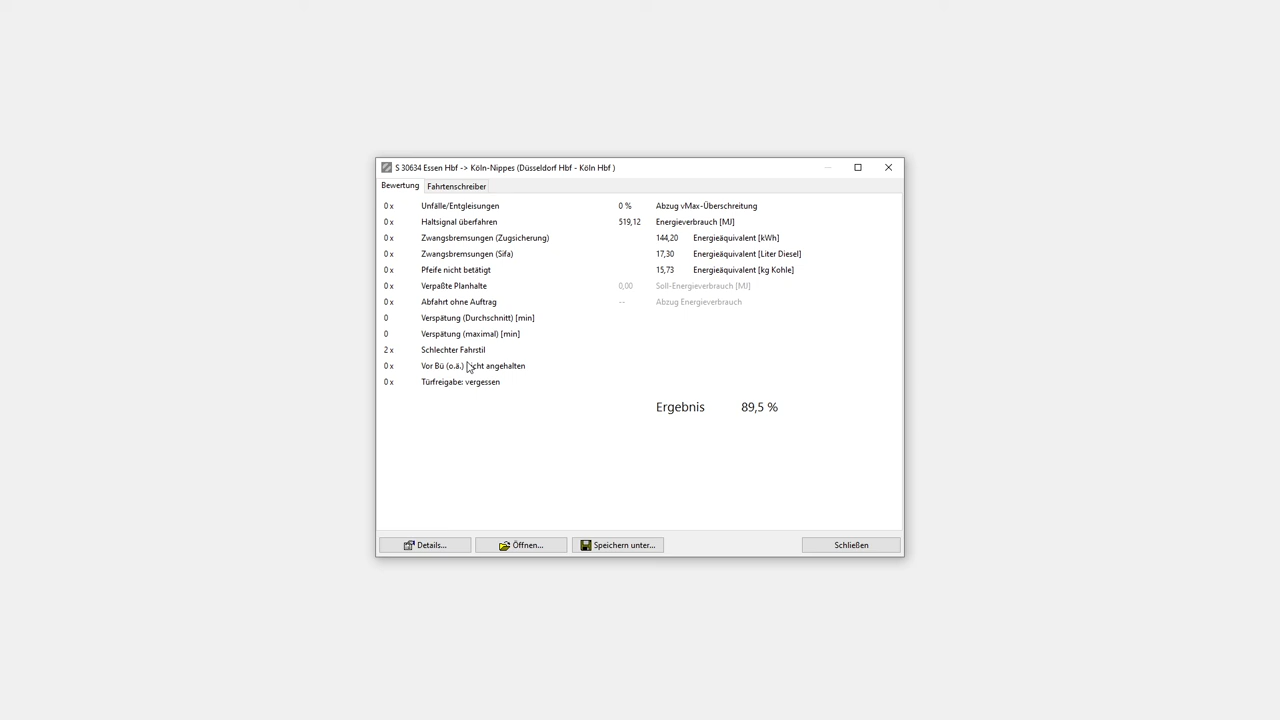 S 30634 Essen Hbf -> Köln-Nippes (Düsseldorf Hbf - Köln Hbf )
Bewertung Fahrtenschreiber
0 x Unfälle/Entgleisungen 0 % Abzug vMax-Überschreitung
0 x Haltsignal überfahren 519,12 Energieverbrauch [MJ]
0 x Zwangsbremsungen (Zugsicherung) 144,20 Energieäquivalent [kWh]
0 x Zwangsbremsungen (Sifa) 17,30 Energieäquivalent [Liter Diesel]
0 x Pfeife nicht betätigt 15,73 Energieäquivalent [kg Kohle]
0 x Verpaßte Planhalte 0,00 Soll-Energieverbrauch [MJ]
0 x Abfahrt ohne Auftrag -- Abzug Energieverbrauch
0 Verspätung (Durchschnitt) [min]
0 Verspätung (maximal) [min]
2 x Schlechter Fahrstil
0 x Vor Bü (o.ä.) nicht angehalten
0 x Türfreigabe: vergessen
Ergebnis 89,5 %
Details... Öffnen... Speichern unter... Schließen